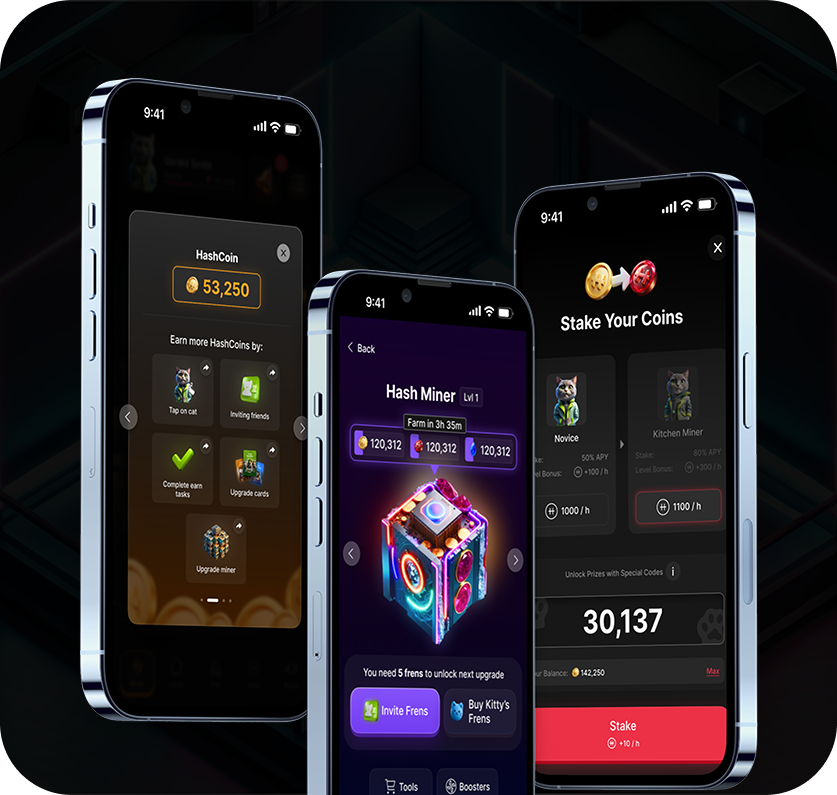 9:41
HashCoin
53,250
Earn more HashCoins by:
Tap on cat
Inviting friends
Complete earn
tasks
Upgrade cards
Upgrade miner
9:41
Back
Hash Miner
Lvl 1
Farm in 3h 35m
120,312
120,312
120,312
You need 5 frens to unlock next upgrade
Invite Frens
Buy Kitty's
Frens
Tools
Boosters
9:41
X
Stake Your Coins
Novice
50% APY
Level Bonus:
+100 / h
1000 / h
Kitchen Miner
Stake:
60% APY
Level Bonus:
+300 / h
1100 / h
Unlock Prizes with Special Codes
i
30,137
Balance:
142,250
Max
Stake
+10 / h